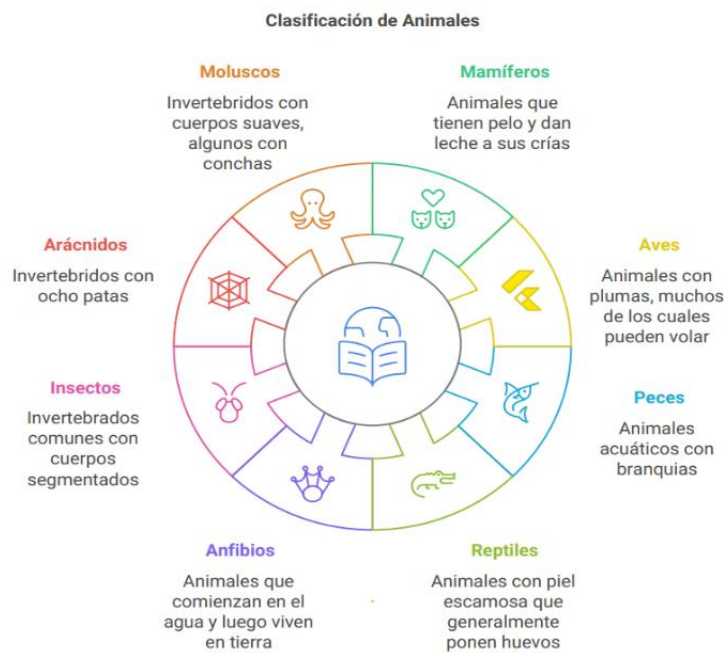 Clasificación de Animales
Moluscos
Invertebridos con
cuerpos suaves,
algunos con
conchas
Mamíferos
Animales que
tienen pelo y dan
leche a sus crías
Arácnidos
Invertebridos con
ocho patas
Aves
Animales con
plumas, muchos
de los cuales
pueden volar
Insectos
Invertebrados
comunes con
cuerpos
segmentados
Peces
Animales
acuáticos con
branquias
Anfibios
Animales que
comienzan en el
agua y luego viven
en tierra
Reptiles
Animales con piel
escamosa que
generalmente
ponen huevos